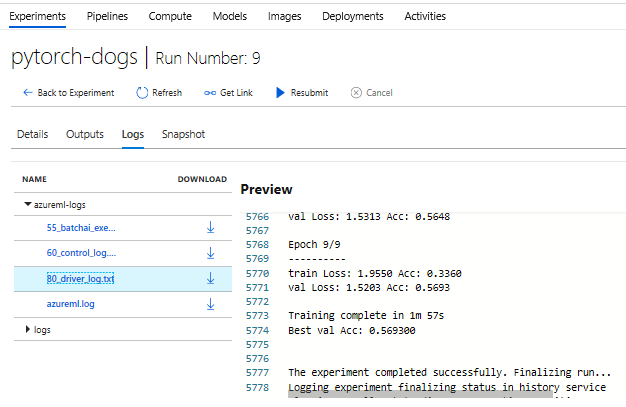 Experiments Pipelines Compute Models Images Deployments Activities
pytorch-dogs | Run Number: 9
Back to Experiment Refresh Get Link Resubmit Cancel
Details Outputs Logs Snapshot
NAME DOWNLOAD
azureml-logs
55_batchai_exe...
60_control_log....
80_driver_log.txt
azureml.log
logs
Preview
5766 val Loss: 1.5313 Acc: 0.5648
5767
5768 Epoch 9/9
5769 ----------
5770 train Loss: 1.9550 Acc: 0.3360
5771 val Loss: 1.5203 Acc: 0.5693
5772
5773 Training complete in 1m 57s
5774 Best val Acc: 0.569300
5775
5776
5777 The experiment completed successfully. Finalizing run...
5778 Logging experiment finalizing status in history service